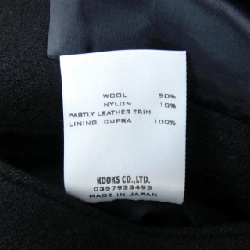 WOOL 90%
NYLON 10%
PARTLY LEATHER TRIM
LINING CUPRA 100%
KOOKS CO.,LTD.
0357933493
MADE IN JAPAN